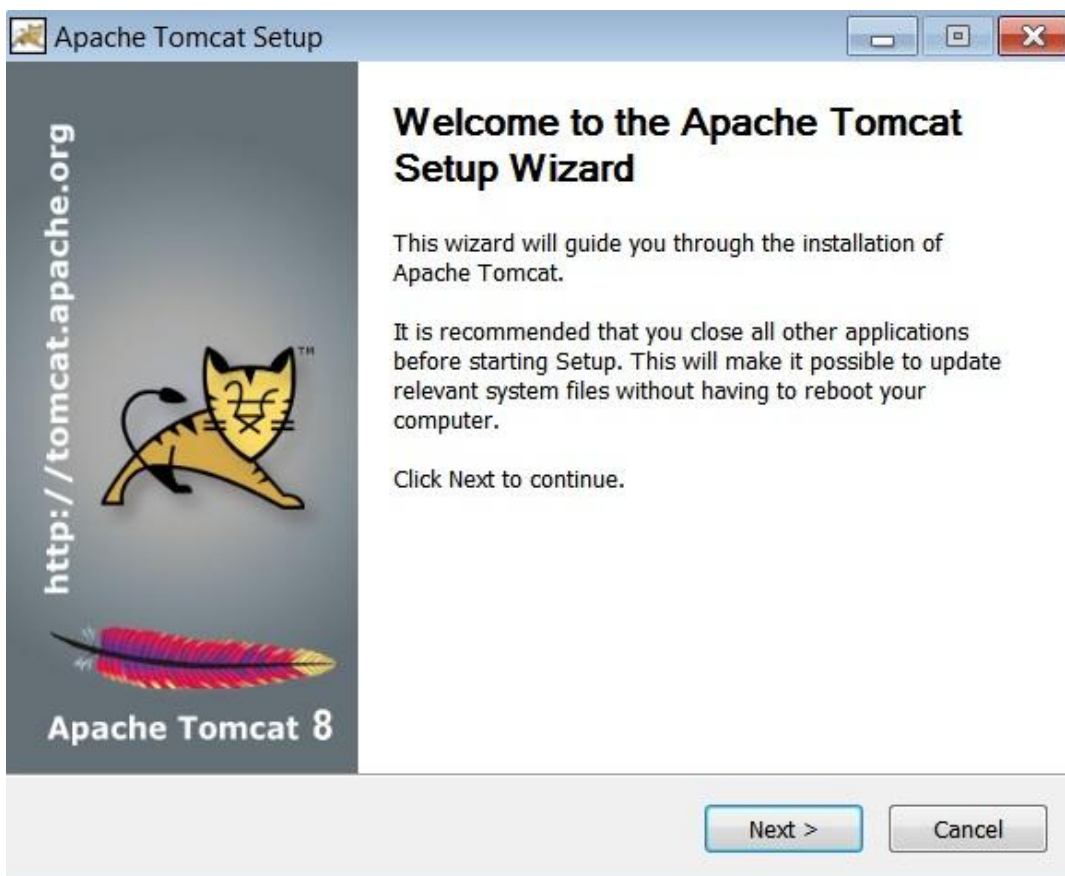 Apache Tomcat Setup
http://tomcat.apache.org
TM
Apache Tomcat 8
Welcome to the Apache Tomcat
Setup Wizard
This wizard will guide you through the installation of
Apache Tomcat.
It is recommended that you close all other applications
before starting Setup. This will make it possible to update
relevant system files without having to reboot your
computer.
Click Next to continue.
Next >
Cancel